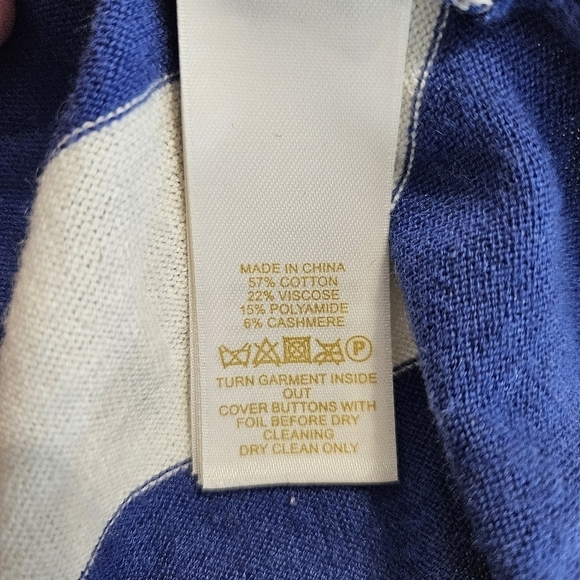 MADE IN CHINA
57% COTTON
22% VISCOSE
15% POLYAMIDE
6% CASHMERE
P
TURN GARMENT INSIDE
OUT
COVER BUTTONS WITH
FOIL BEFORE DRY
CLEANING
DRY CLEAN ONLY